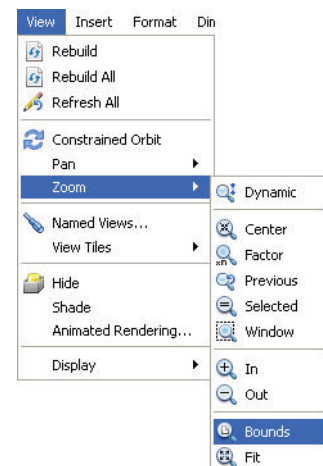 View Insert Format Din
Rebuild
Rebuild All
Refresh All
Constrained Orbit
Pan
Zoom
Dynamic
Named Views...
Center
View Tiles
Factor
Previous
Hide
Selected
Shade
Window
Animated Rendering...
In
Display
Out
Bounds
Fit